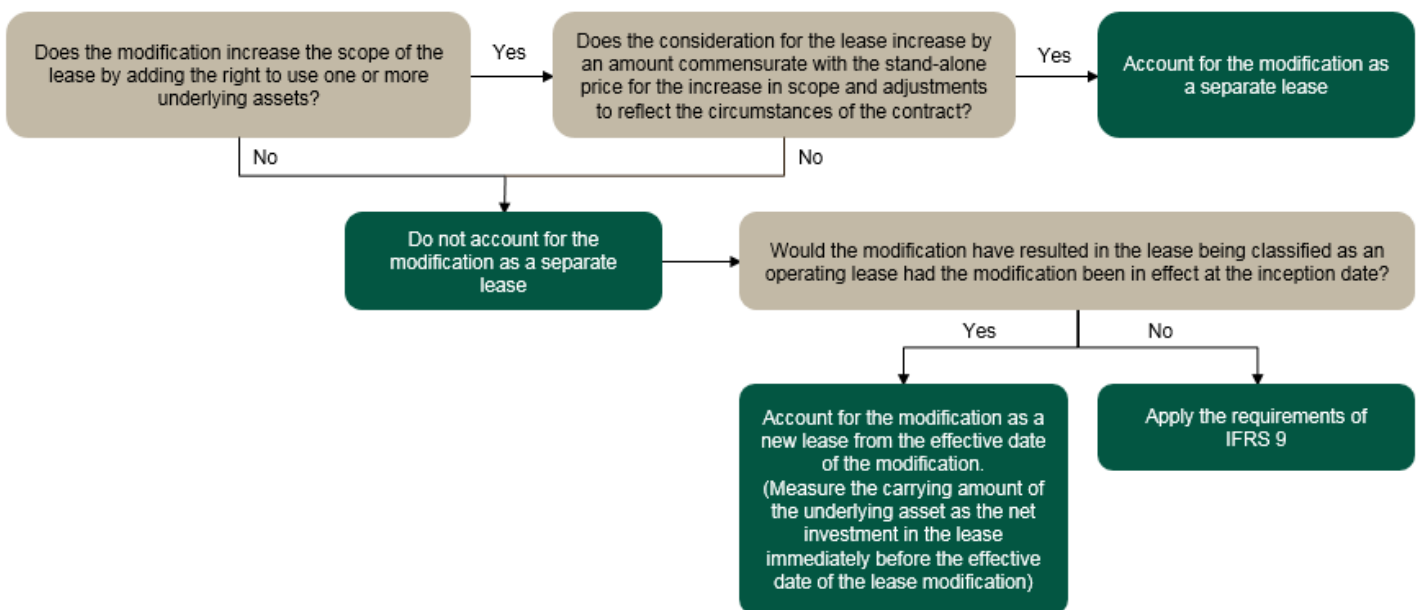 Does the modification increase the scope of the
lease by adding the right to use one or more
underlying assets?
Yes
Does the consideration for the lease increase by
an amount commensurate with the stand-alone
price for the increase in scope and adjustments
to reflect the circumstances of the contract?
Yes
Account for the modification as
a separate lease
No
No
Do not account for the
modification as a separate
lease
Would the modification have resulted in the lease being classified as an
operating lease had the modification been in effect at the inception date?
Yes
No
Account for the modification as a
new lease from the effective date
of the modification.
(Measure the carrying amount of
the underlying asset as the net
investment in the lease
immediately before the effective
date of the lease modification)
Apply the requirements of
IFRS 9